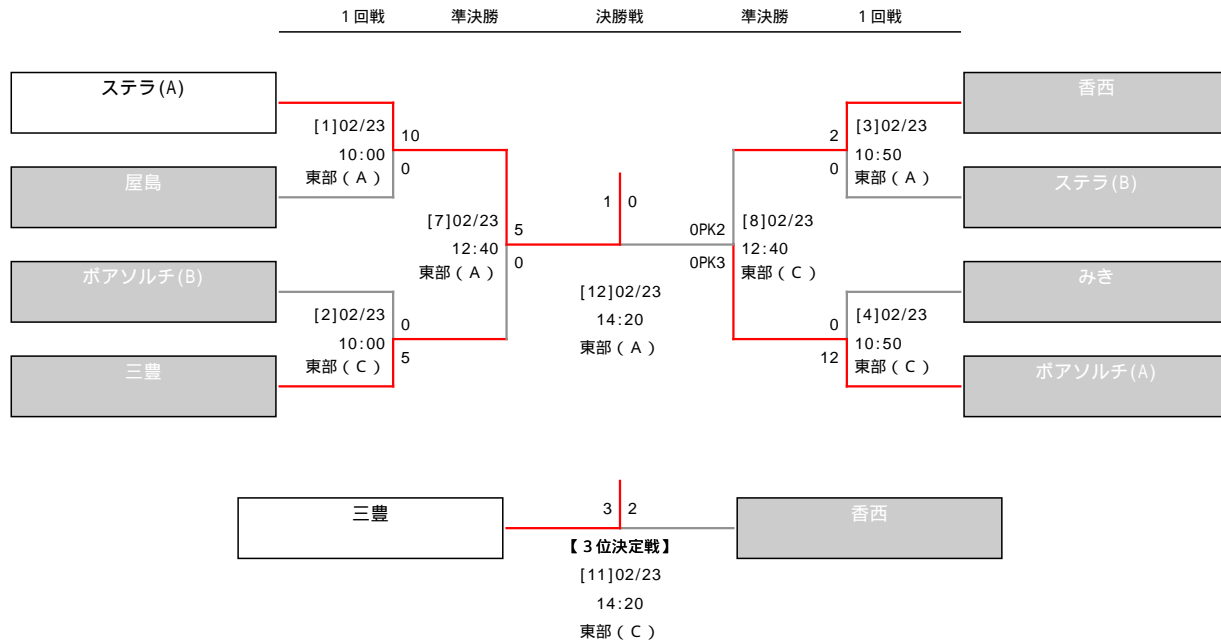 １回戦 準決勝 決勝戦 準決勝 １回戦
ステラ(A)
屋島
ボアソルチ(B)
三豊
[1]02/23
10:00
東部（Ａ）
10
0
[2]02/23
10:00
東部（Ｃ）
0
5
[7]02/23
12:40
東部（Ａ）
5
0
1 0
[12]02/23
14:20
東部（Ａ）
0PK2
0PK3
[8]02/23
12:40
東部（Ｃ）
2
0
[3]02/23
10:50
東部（Ａ）
0
12
[4]02/23
10:50
東部（Ｃ）
香西
ステラ(B)
みき
ボアソルチ(A)
三豊
3 2
香西
【３位決定戦】
[11]02/23
14:20
東部（Ｃ）